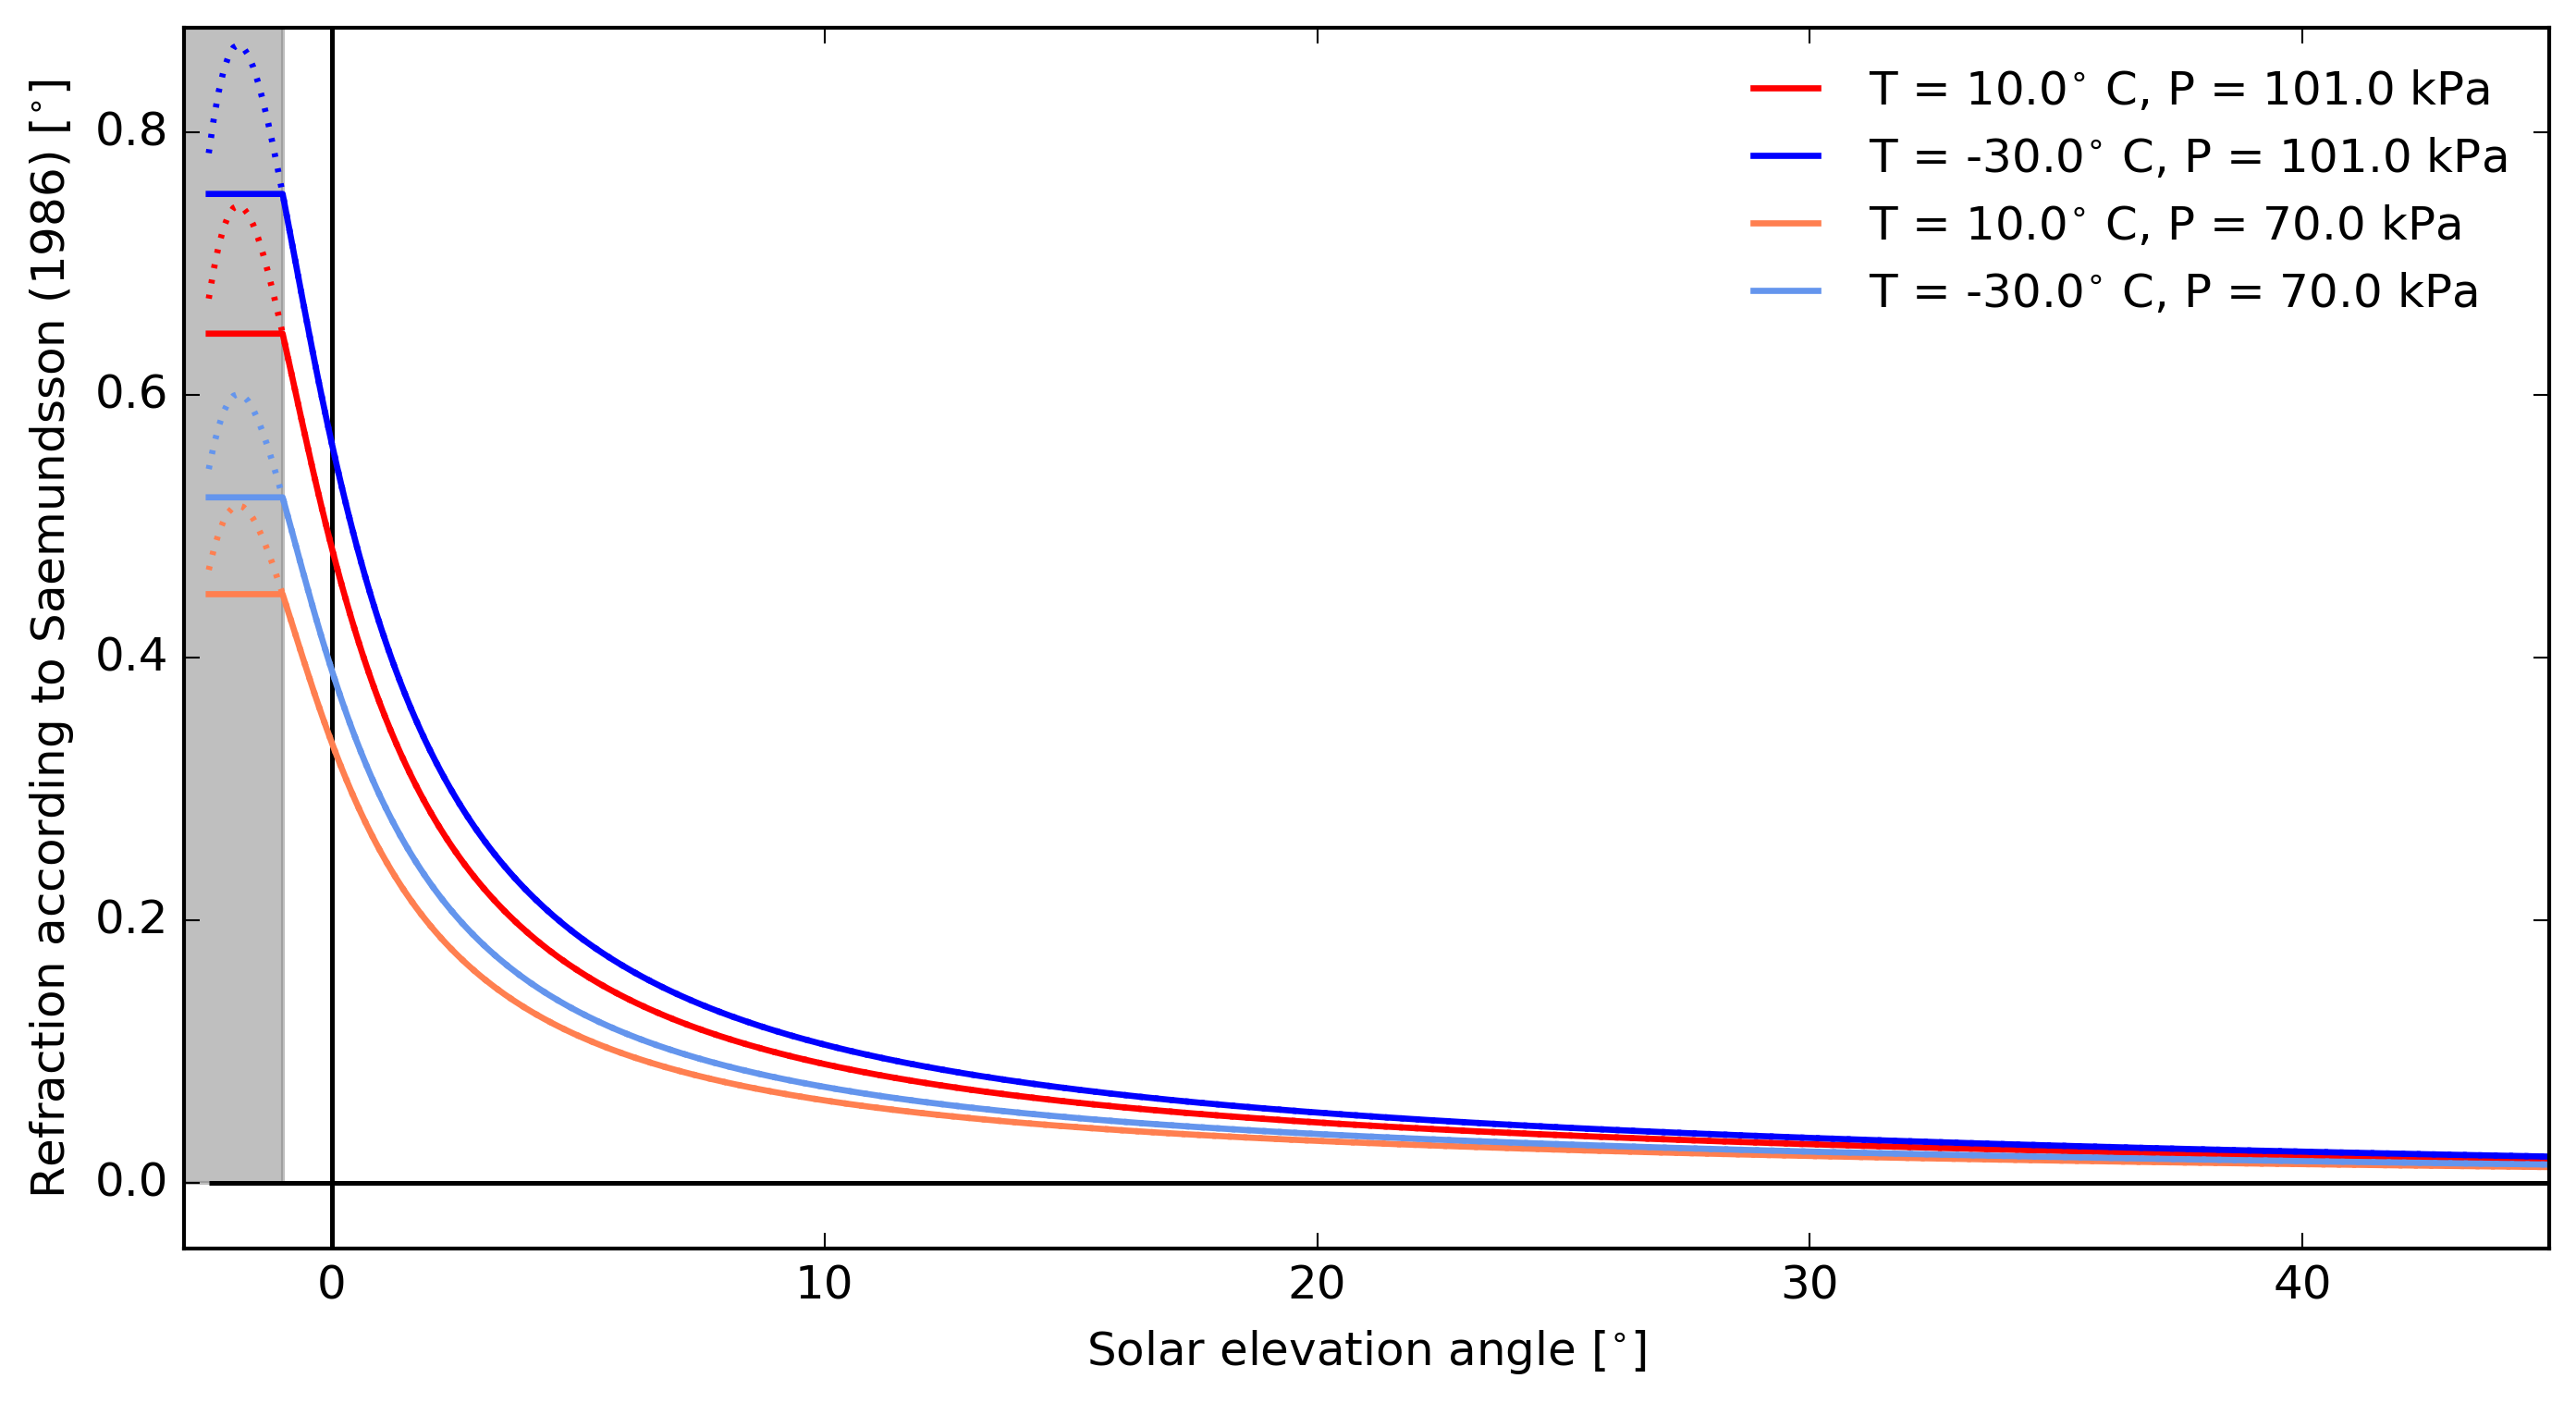 Refraction according to Saemundsson (1986) [°]
0.8
0.6
0.4
0.2
0.0
T = 10.0° C, P = 101.0 kPa
T = -30.0° C, P = 101.0 kPa
T = 10.0° C, P = 70.0 kPa
T = -30.0° C, P = 70.0 kPa
0 10 20 30 40
Solar elevation angle [°]